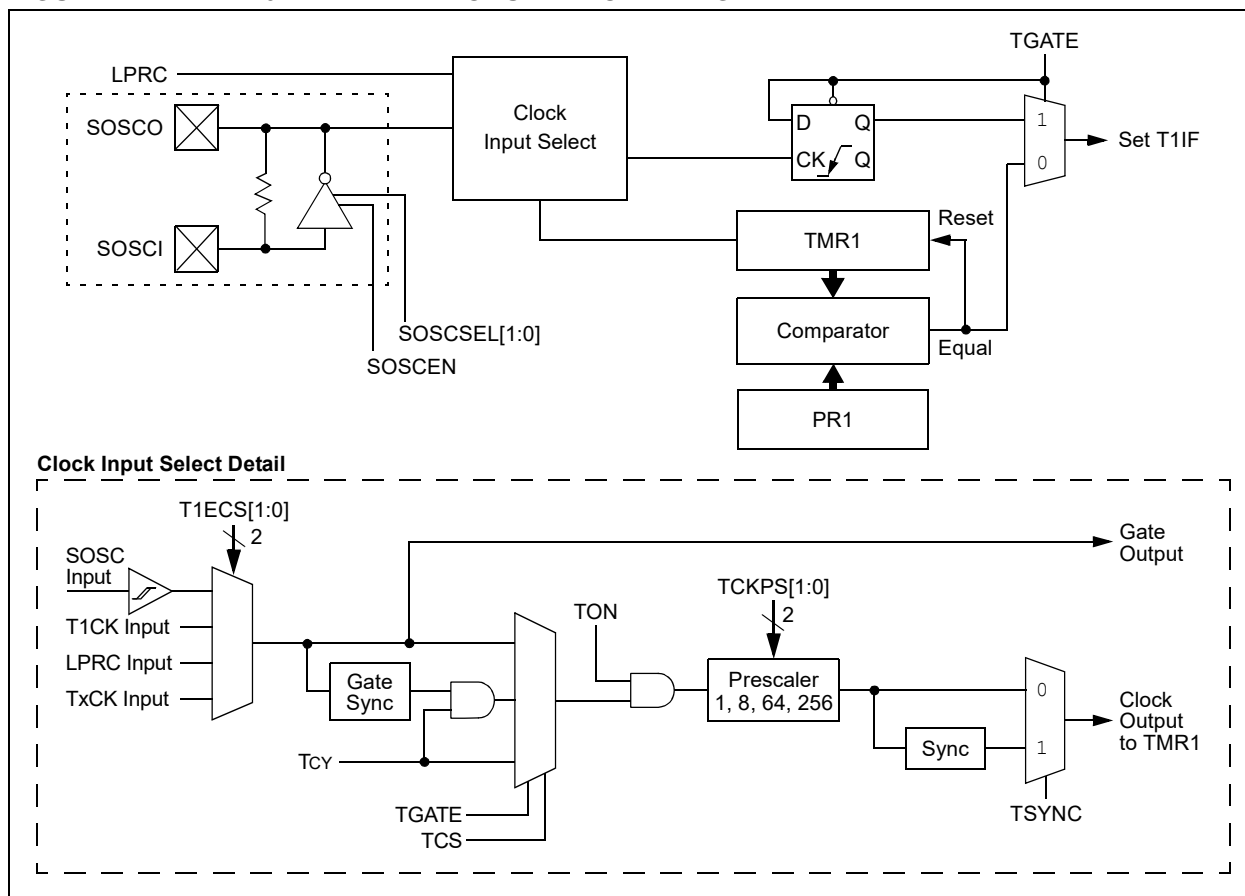 TGATE
LPRC
SOSCO
Clock
Input Select
D Q
1
Set T1IF
CK Q
0
SOSCI
TMR1
Reset
SOSCSEL[1:0]
Comparator
Equal
SOSCEN
PR1
Clock Input Select Detail
T1ECS[1:0]
2
SOSC
Input
Gate
Output
TCKPS[1:0]
2
TON
T1CK Input
LPRC Input
TxCK Input
Gate
Sync
Prescaler
1, 8, 64, 256
0
Clock
Output
to TMR1
Sync
1
TCY
TGATE
TCS
TSYNC